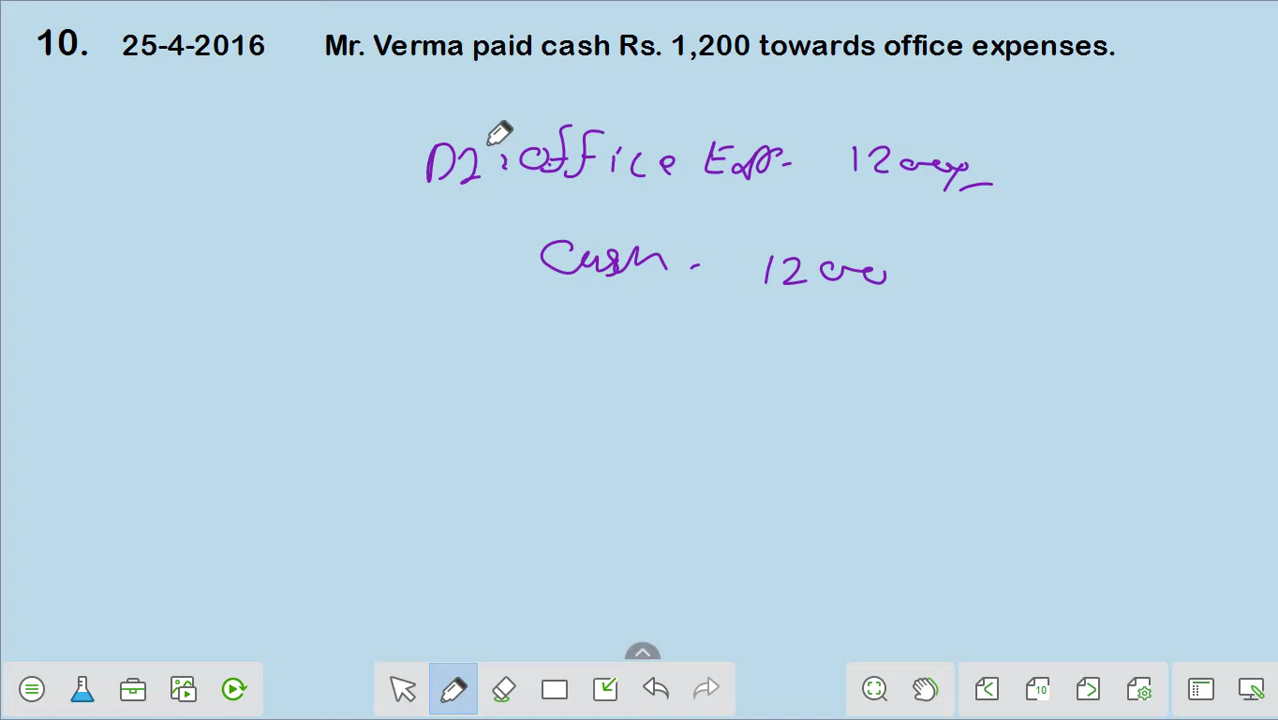 10. 25-4-2016 Mr. Verma paid cash Rs. 1,200 towards office expenses.
Office Exp. 1200
Cash. 1200
10